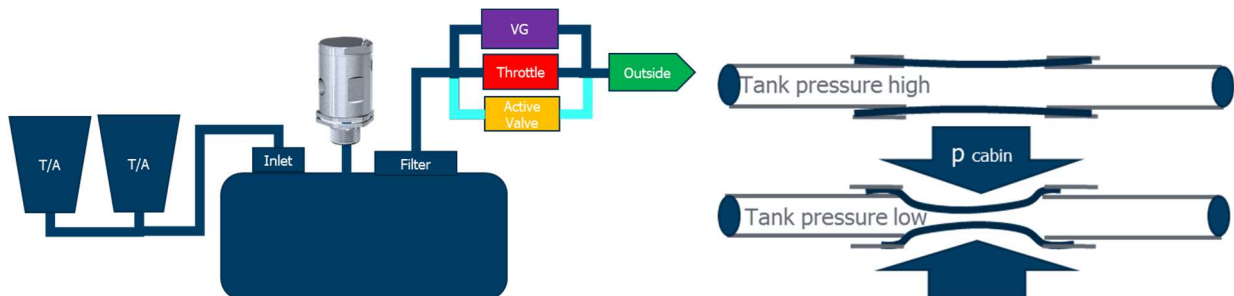 VG
Throttle
Outside
Active
Valve
T/A
T/A
Inlet
Filter
Tank pressure high
p cabin
Tank pressure low